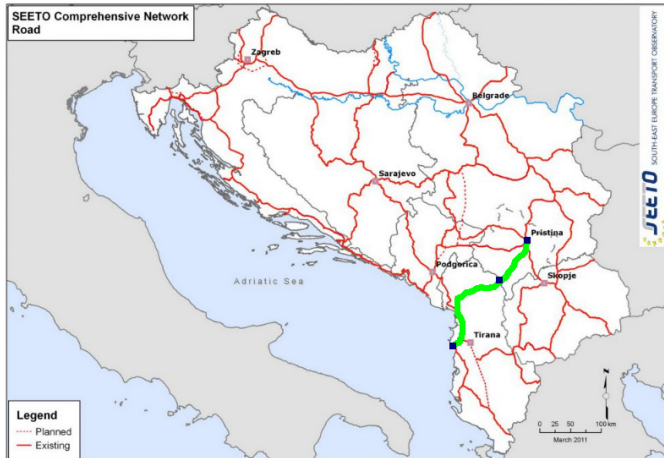 SEETO Comprehensive Network
Road
SEETO
SOUTH-EAST EUROPE TRANSPORT OBSERVATORY
Zagreb
Belgrade
Sarajevo
Pristina
Podgorica
Skopje
Adriatic Sea
Tirana
Legend
Planned
Existing
N
0 25 50 100 km
March 2011